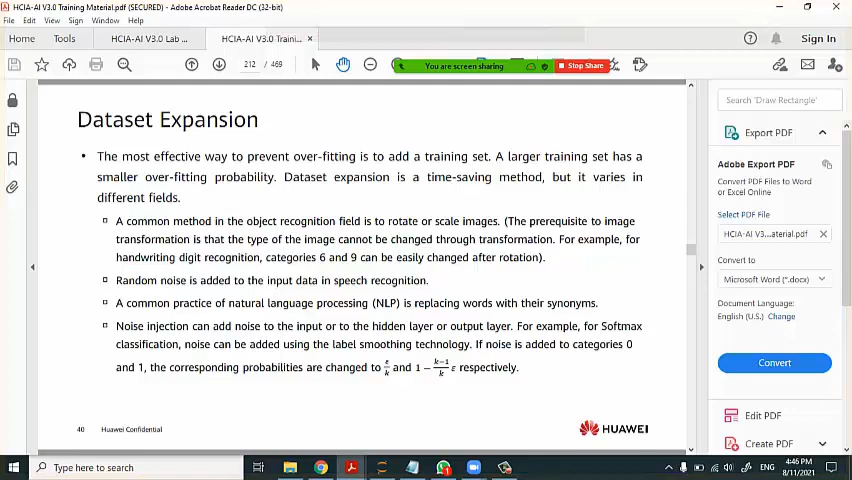 HCIA-AI V3.0 Training Material.pdf (SECURED) - Adobe Acrobat Reader DC (32-bit)
File Edit View Sign Window Help
Home Tools HCIA-AI V3.0 Lab ... HCIA-AI V3.0 Traini... × Sign In
212 / 469 You are screen sharing Stop Share
Dataset Expansion
• The most effective way to prevent over-fitting is to add a training set. A larger training set has a
smaller over-fitting probability. Dataset expansion is a time-saving method, but it varies in
different fields.
A common method in the object recognition field is to rotate or scale images. (The prerequisite to image
transformation is that the type of the image cannot be changed through transformation. For example, for
handwriting digit recognition, categories 6 and 9 can be easily changed after rotation).
Random noise is added to the input data in speech recognition.
A common practice of natural language processing (NLP) is replacing words with their synonyms.
Noise injection can add noise to the input or to the hidden layer or output layer. For example, for Softmax
classification, noise can be added using the label smoothing technology. If noise is added to categories 0
and 1, the corresponding probabilities are changed to ε/k and 1 − k−1/k ε respectively.
40 Huawei Confidential
HUAWEI
Search 'Draw Rectangle'
Export PDF
Adobe Export PDF
Convert PDF Files to Word
or Excel Online
Select PDF File
HCIA-AI V3...aterial.pdf
Convert to
Microsoft Word (*.docx)
Document Language:
English (U.S.) Change
Convert
Edit PDF
Create PDF
Type here to search
ENG
4:46 PM
8/11/2021